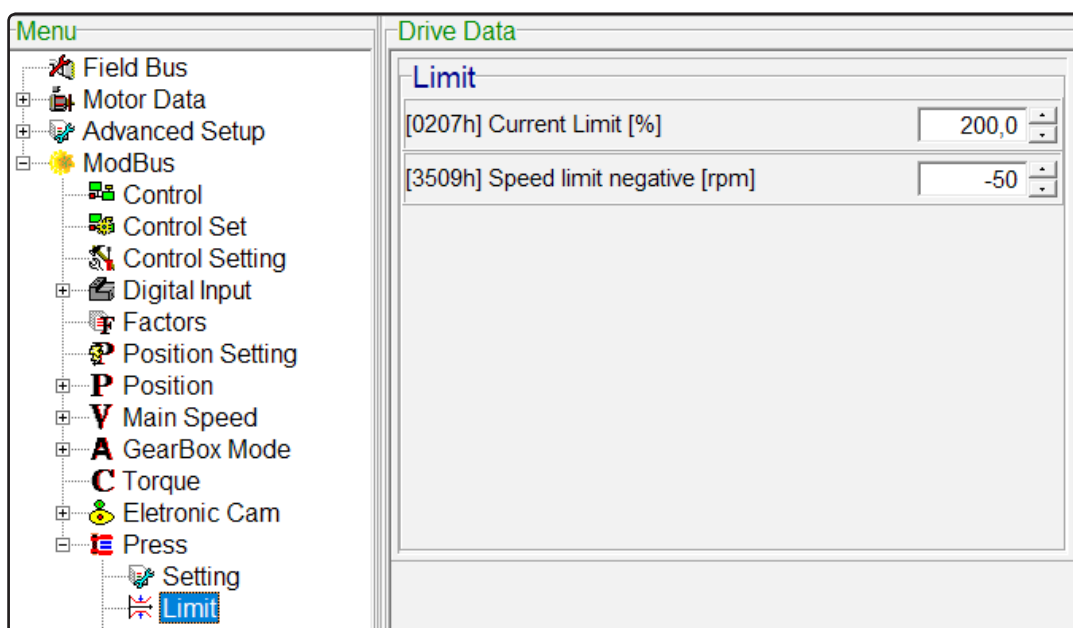 Menu
Field Bus
Motor Data
Advanced Setup
ModBus
Control
Control Set
Control Setting
Digital Input
Factors
Position Setting
Position
Main Speed
GearBox Mode
Torque
Eletronic Cam
Press
Setting
Limit
Drive Data
Limit
[0207h] Current Limit [%] 200,0
[3509h] Speed limit negative [rpm] -50